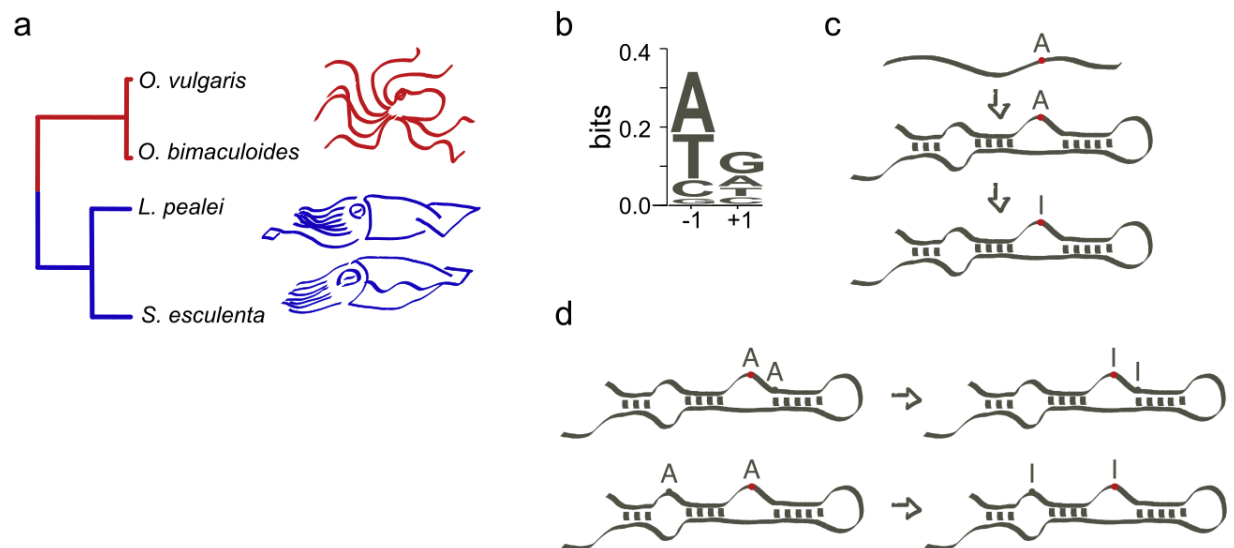 a
O. vulgaris
O. bimaculoides
L. pealei
S. esculenta
b
bits
0.4
0.2
0.0
A
T
C
G
G
A
T
C
-1 +1
c
A
A
I
d
A
A
I
I
A
A
I
I